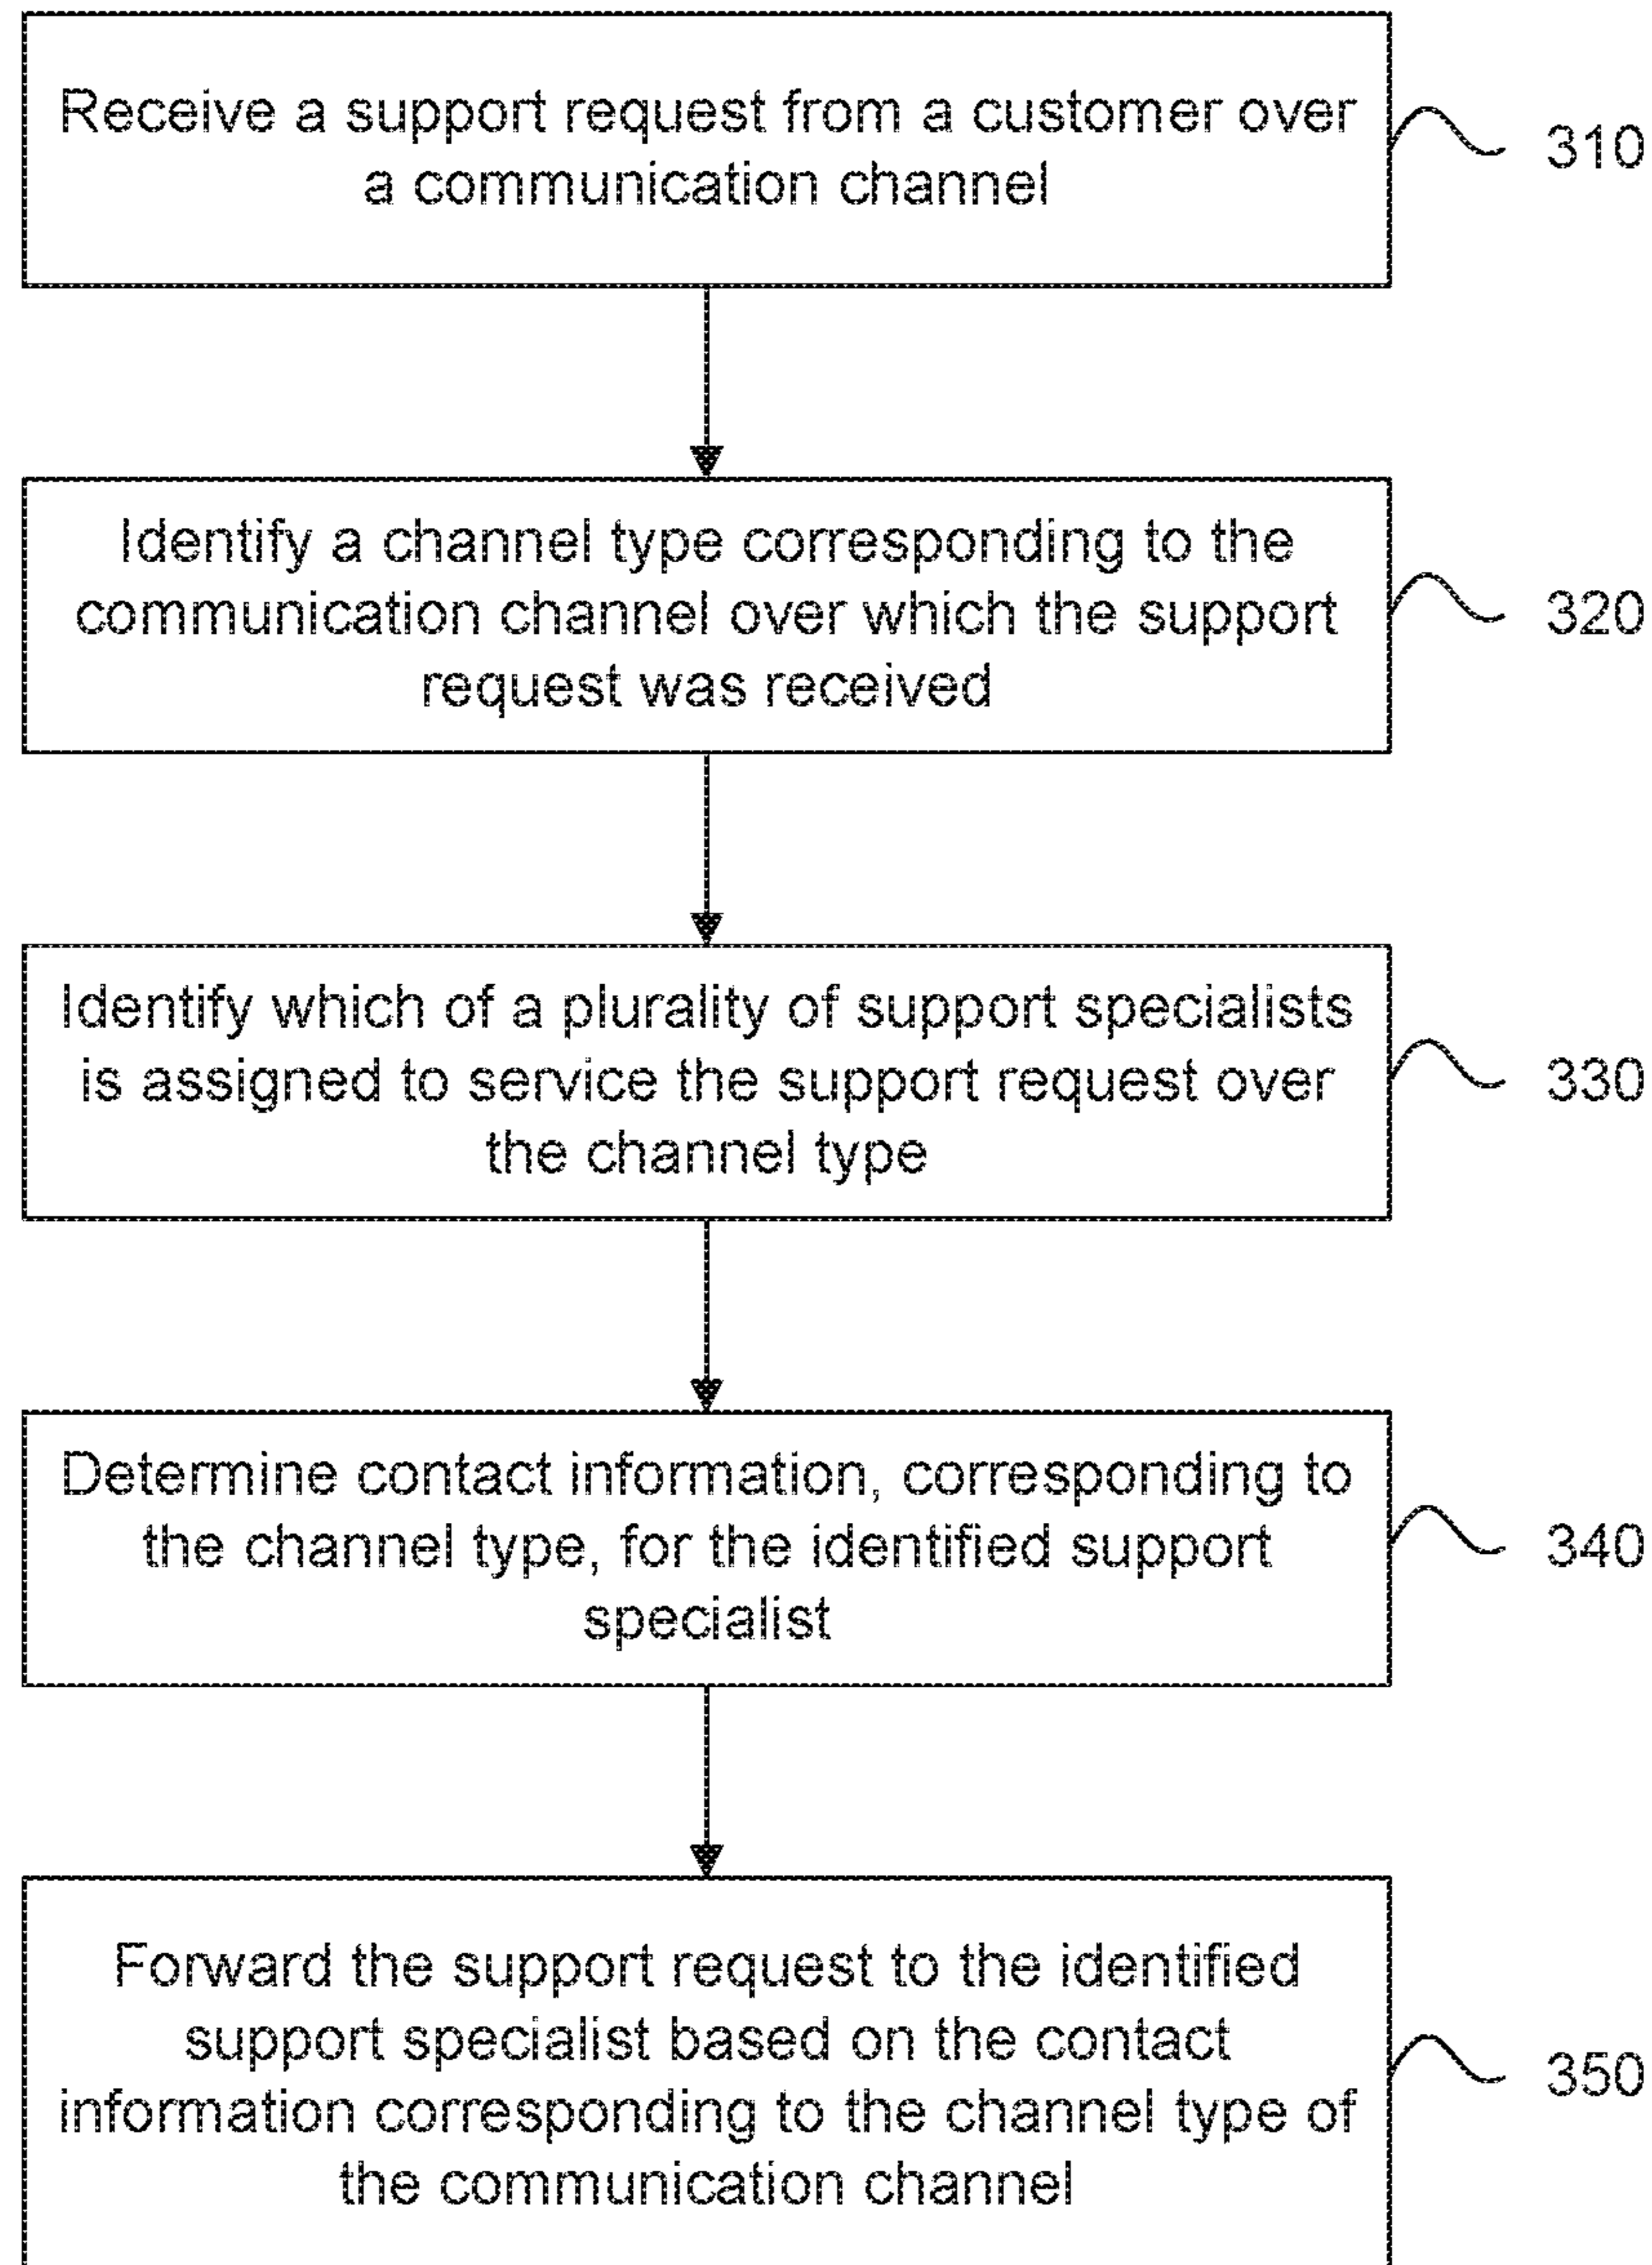 Receive a support request from a customer over
a communication channel
310
Identify a channel type corresponding to the
communication channel over which the support
request was received
320
Identify which of a plurality of support specialists
is assigned to service the support request over
the channel type
330
Determine contact information, corresponding to
the channel type, for the identified support
specialist
340
Forward the support request to the identified
support specialist based on the contact
information corresponding to the channel type of
the communication channel
350